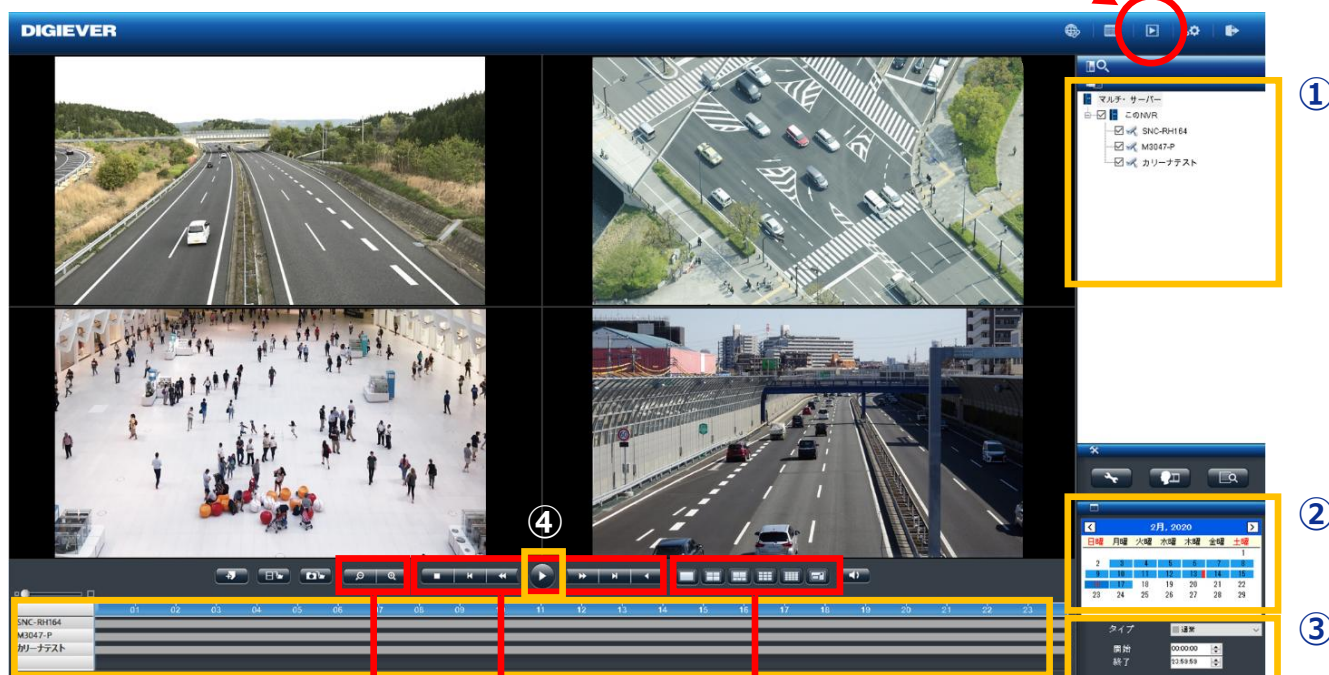 DIGIEVER
①
マルチ・サーバー
このNVR
SNC-RH164
M3047-P
カリーナテスト
②
2月, 2020
日曜 月曜 火曜 水曜 木曜 金曜 土曜
1
2 3 4 5 6 7 8
9 10 11 12 13 14 15
16 17 18 19 20 21 22
23 24 25 26 27 28 29
④
01 02 03 04 05 06 07 08 09 10 11 12 13 14 15 16 17 18 19 20 21 22 23
SNC-RH164
M3047-P
カリーナテスト
③
タイプ 通常
開始 00:00:00
終了 23:59:59